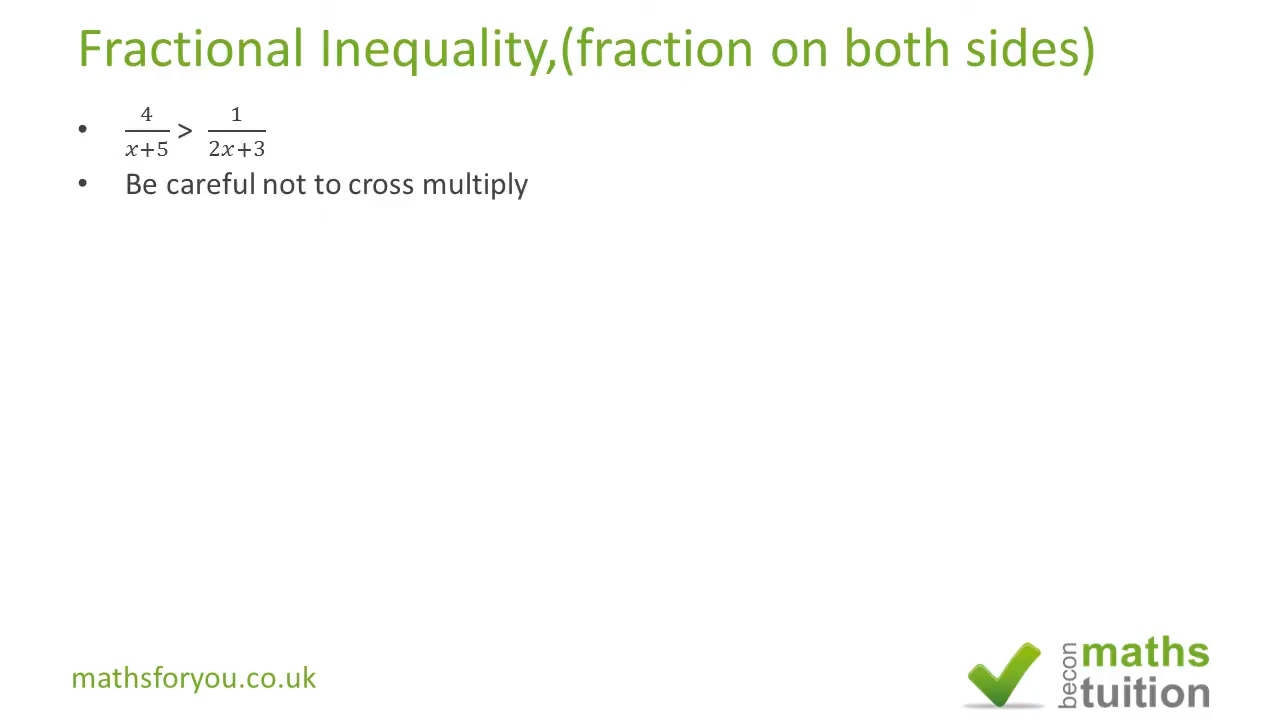 Fractional Inequality,(fraction on both sides)
• 4/(x+5) > 1/(2x+3)
• Be careful not to cross multiply
mathsforyou.co.uk
becon
maths
tuition